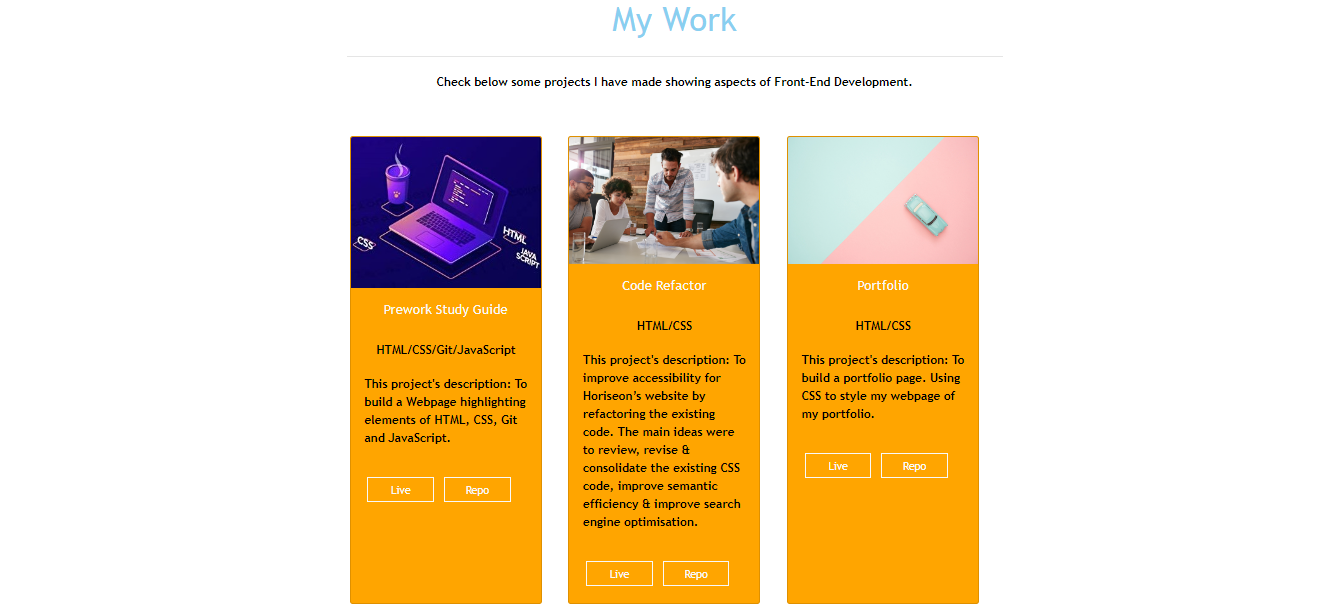 My Work
Check below some projects I have made showing aspects of Front-End Development.
CSS
HTML
JAVA
SCRIPT
Prework Study Guide
HTML/CSS/Git/JavaScript
This project's description: To
build a Webpage highlighting
elements of HTML, CSS, Git
and JavaScript.
Live
Repo
Code Refactor
HTML/CSS
This project's description: To
improve accessibility for
Horiseon's website by
refactoring the existing
code. The main ideas were
to review, revise &
consolidate the existing CSS
code, improve semantic
efficiency & improve search
engine optimisation.
Live
Repo
Portfolio
HTML/CSS
This project's description: To
build a portfolio page. Using
CSS to style my webpage of
my portfolio.
Live
Repo